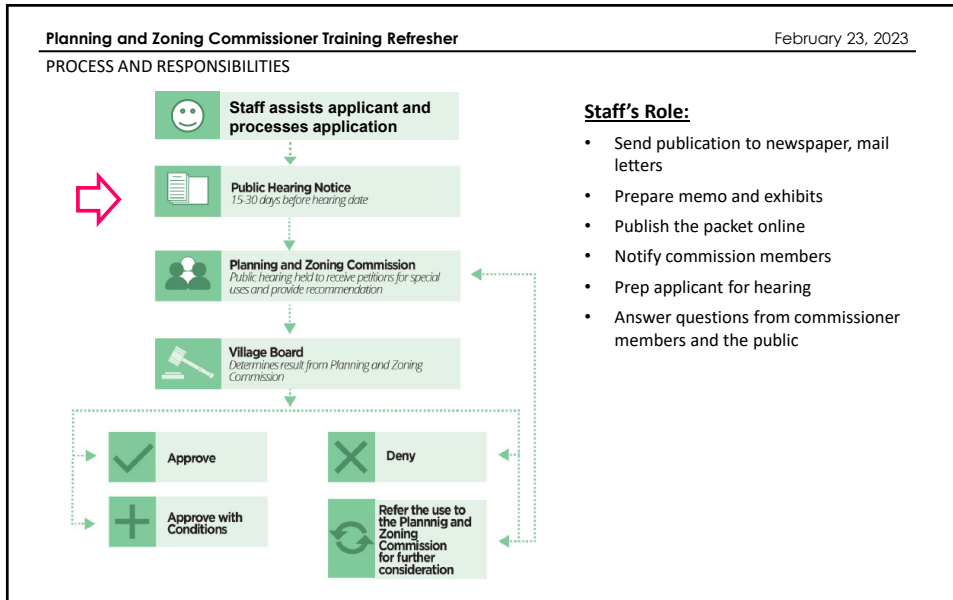 Planning and Zoning Commissioner Training Refresher
February 23, 2023
PROCESS AND RESPONSIBILITIES
Staff assists applicant and
processes application
Public Hearing Notice
15-30 days before hearing date
Planning and Zoning Commission
Public hearing held to receive petitions for special
uses and provide recommendation
Village Board
Determines result from Planning and Zoning
Commission
Approve
Deny
Approve with
Conditions
Refer the use to
the Plannnig and
Zoning
Commission
for further
consideration
Staff's Role:
• Send publication to newspaper, mail
letters
• Prepare memo and exhibits
• Publish the packet online
• Notify commission members
• Prep applicant for hearing
• Answer questions from commissioner
members and the public